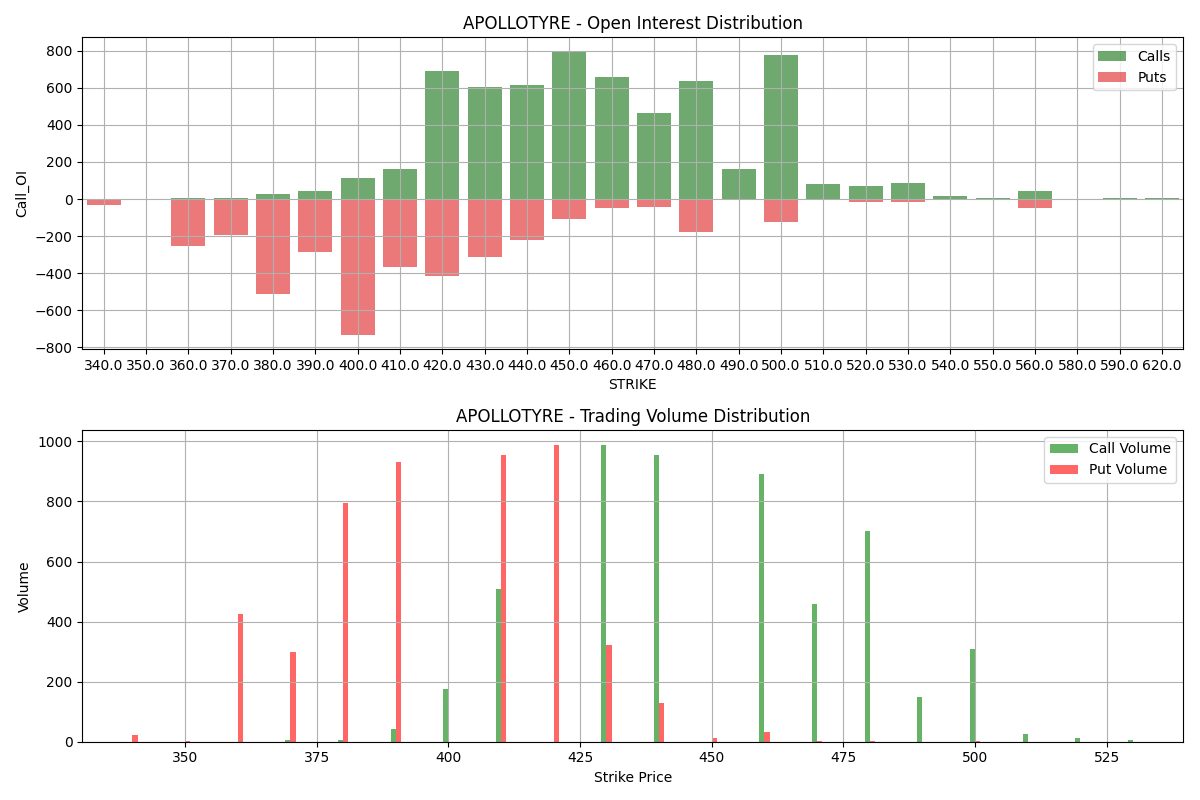 APOLLOTYRE - Open Interest Distribution
Calls
Puts
Call_OI
800
600
400
200
0
−200
−400
−600
−800
340.0 350.0 360.0 370.0 380.0 390.0 400.0 410.0 420.0 430.0 440.0 450.0 460.0 470.0 480.0 490.0 500.0 510.0 520.0 530.0 540.0 550.0 560.0 580.0 590.0 620.0
STRIKE
APOLLOTYRE - Trading Volume Distribution
Call Volume
Put Volume
Volume
1000
800
600
400
200
0
350 375 400 425 450 475 500 525
Strike Price